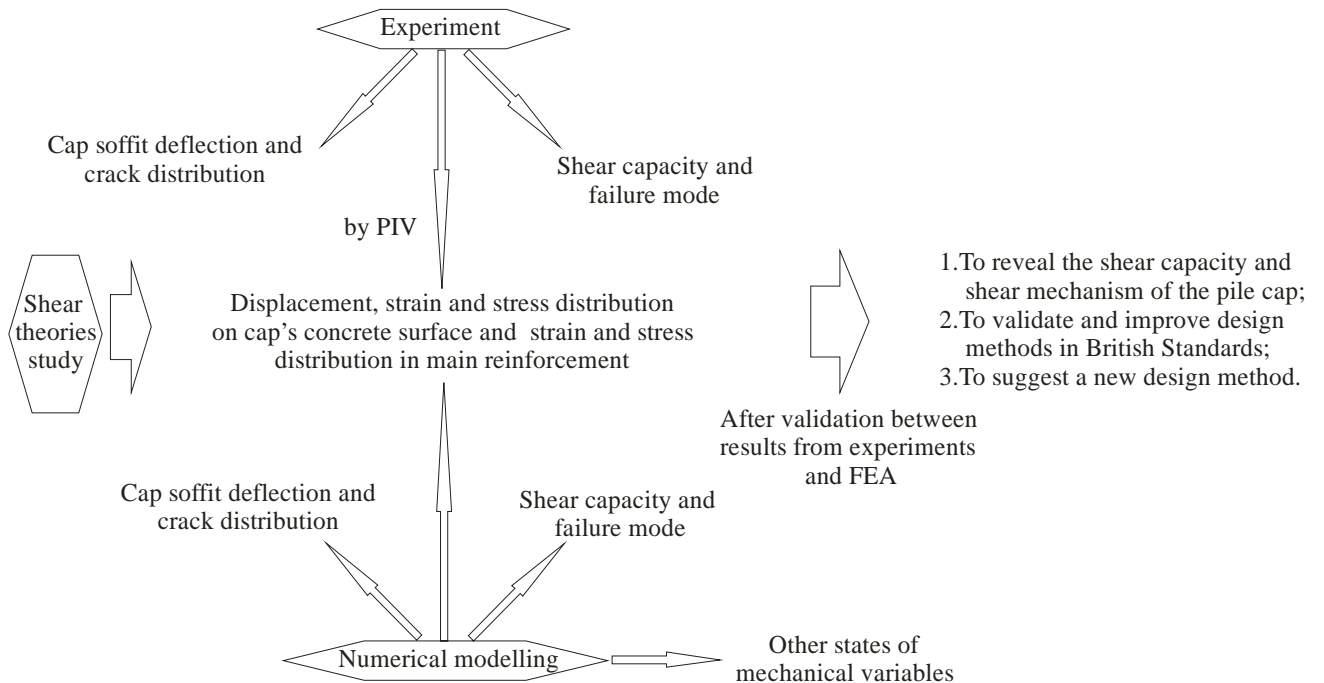 Experiment
Cap soffit deflection and
crack distribution
Shear capacity and
failure mode
by PIV
Shear
theories
study
Displacement, strain and stress distribution
on cap's concrete surface and strain and stress
distribution in main reinforcement
1.To reveal the shear capacity and
shear mechanism of the pile cap;
2.To validate and improve design
methods in British Standards;
3.To suggest a new design method.
After validation between
results from experiments
and FEA
Cap soffit deflection and
crack distribution
Shear capacity and
failure mode
Numerical modelling
Other states of
mechanical variables